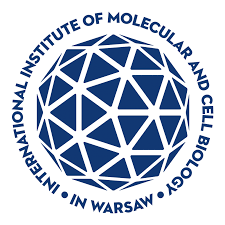 • INTERNATIONAL INSTITUTE OF MOLECULAR AND CELL BIOLOGY •
IN WARSAW